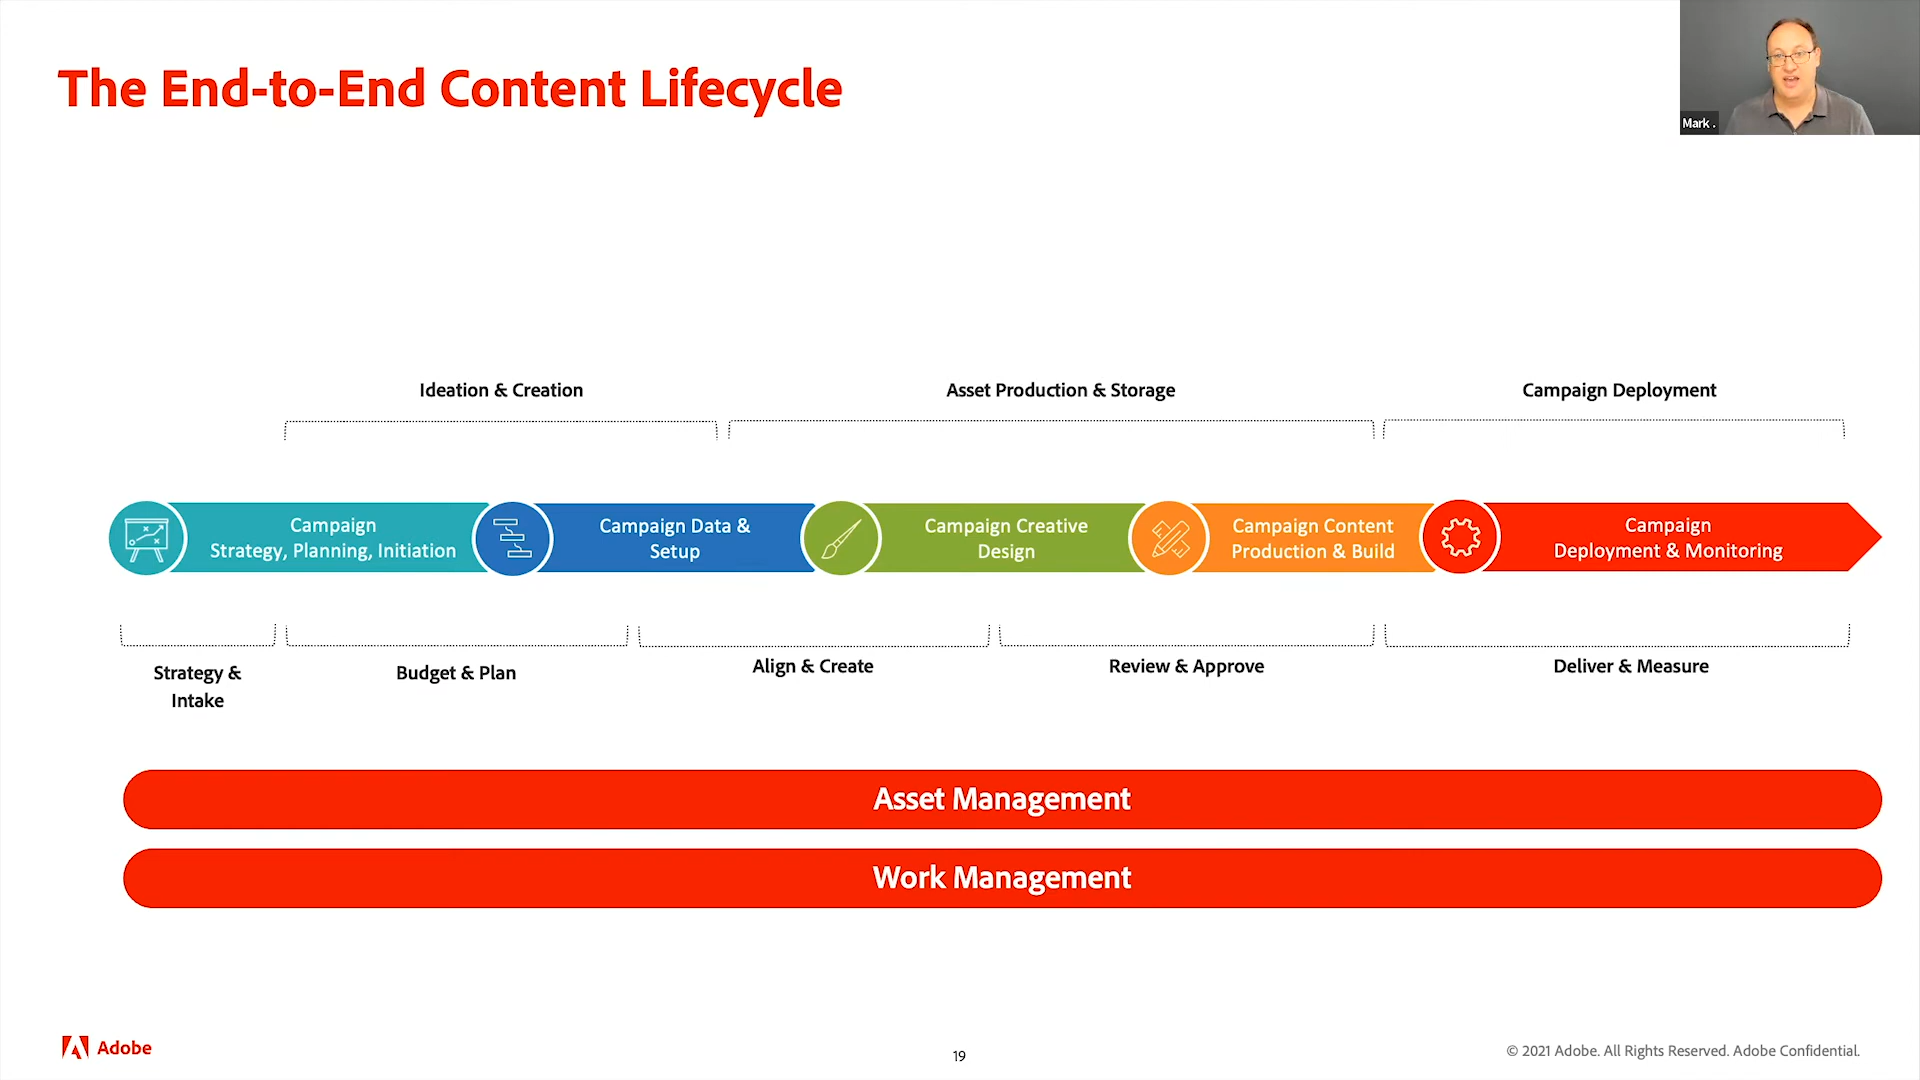 The End-to-End Content Lifecycle
Mark .
Ideation & Creation
Asset Production & Storage
Campaign Deployment
Campaign
Strategy, Planning, Initiation
Campaign Data &
Setup
Campaign Creative
Design
Campaign Content
Production & Build
Campaign
Deployment & Monitoring
Strategy &
Intake
Budget & Plan
Align & Create
Review & Approve
Deliver & Measure
Asset Management
Work Management
Adobe
19
© 2021 Adobe. All Rights Reserved. Adobe Confidential.